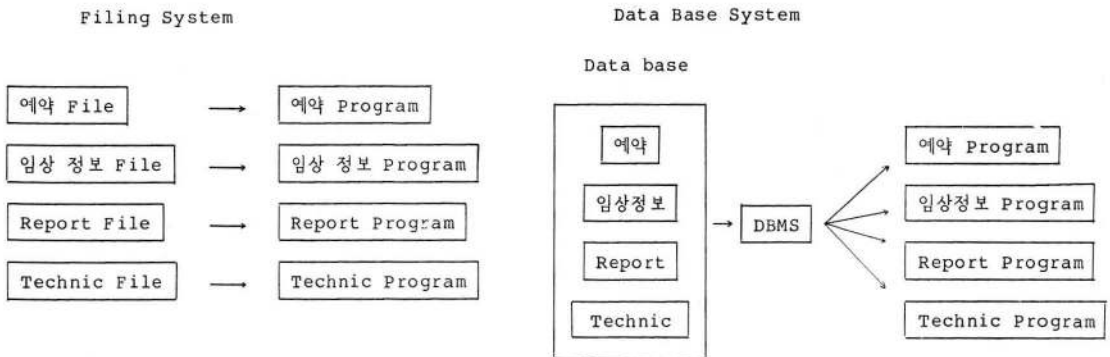 Filing System
예약 File
예약 Program
임상 정보 File
임상 정보 Program
Report File
Report Program
Technic File
Technic Program
Data Base System
Data base
예약
임상정보
Report
Technic
DBMS
예약 Program
임상정보 Program
Report Program
Technic Program